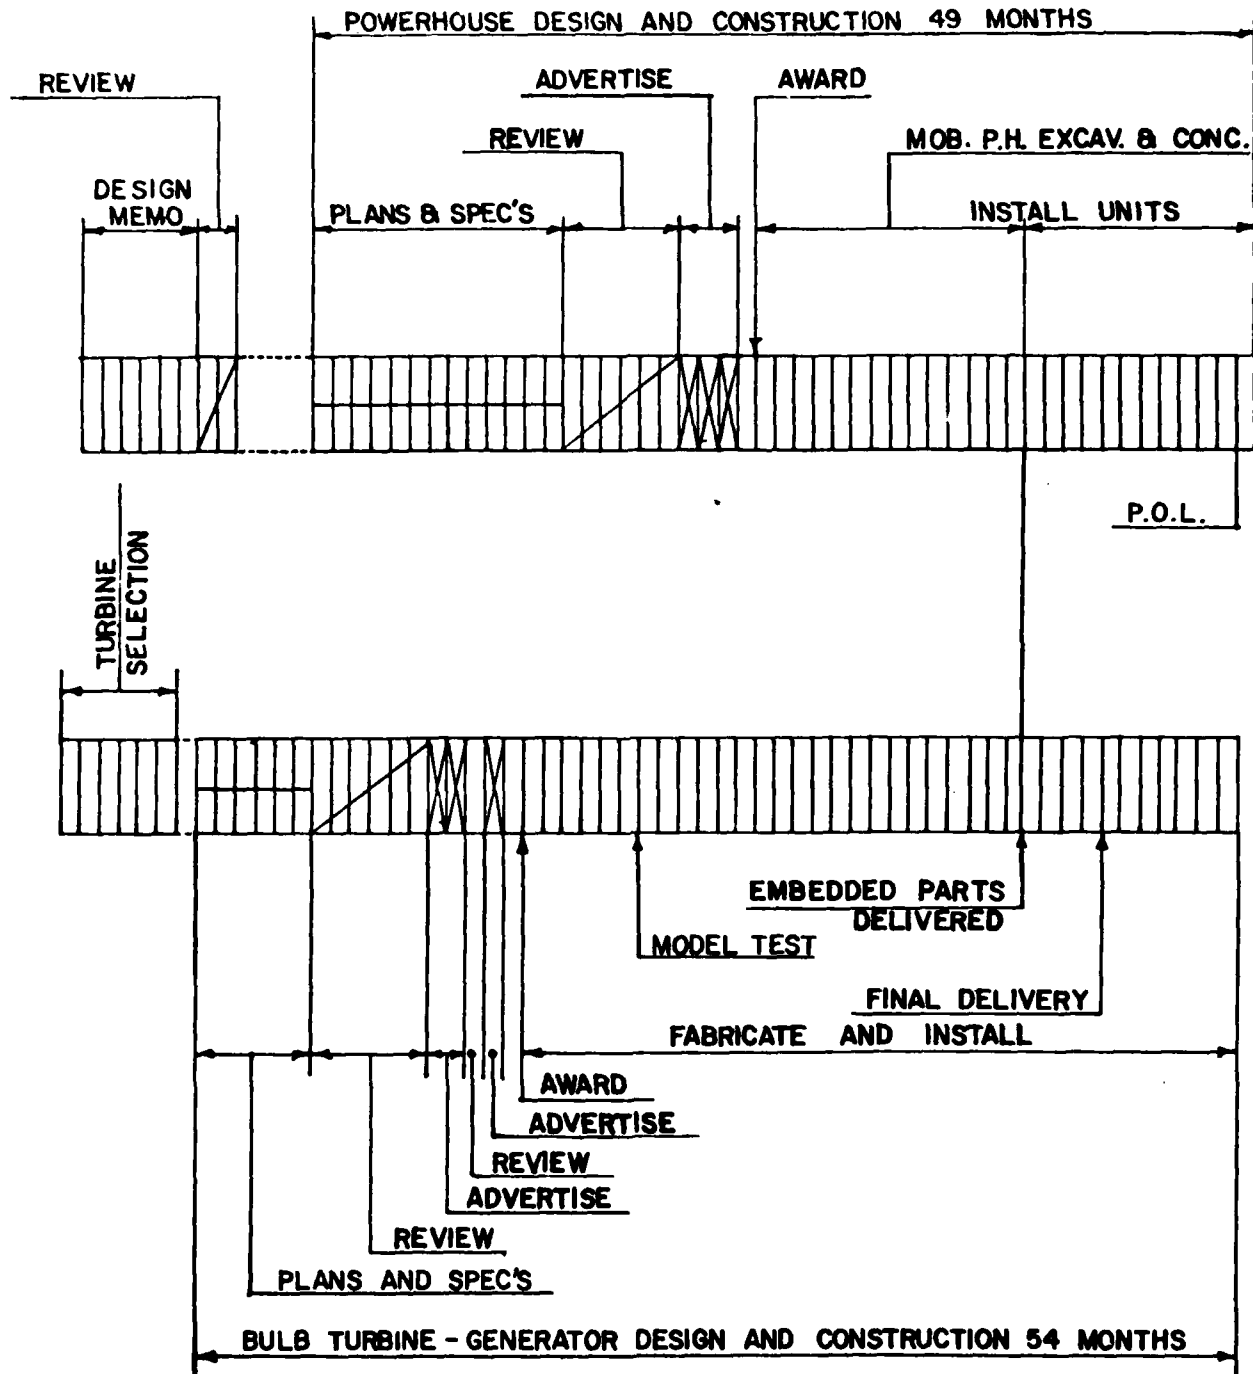 POWERHOUSE DESIGN AND CONSTRUCTION 49 MONTHS
REVIEW
ADVERTISE
AWARD
REVIEW
MOB. P.H. EXCAV. & CONC.
DESIGN
MEMO
PLANS & SPEC'S
INSTALL UNITS
P.O.L.
TURBINE
SELECTION
EMBEDDED PARTS
DELIVERED
MODEL TEST
FINAL DELIVERY
FABRICATE AND INSTALL
AWARD
ADVERTISE
REVIEW
ADVERTISE
REVIEW
PLANS AND SPEC'S
BULB TURBINE - GENERATOR DESIGN AND CONSTRUCTION 54 MONTHS